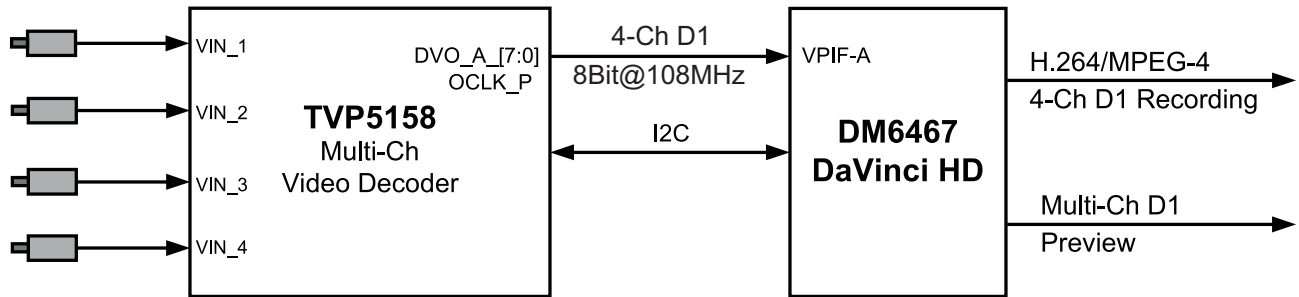 VIN_1
VIN_2
VIN_3
VIN_4
DVO_A_[7:0]
OCLK_P
TVP5158
Multi-Ch
Video Decoder
4-Ch D1
8Bit@108MHz
I2C
VPIF-A
DM6467
DaVinci HD
H.264/MPEG-4
4-Ch D1 Recording
Multi-Ch D1
Preview